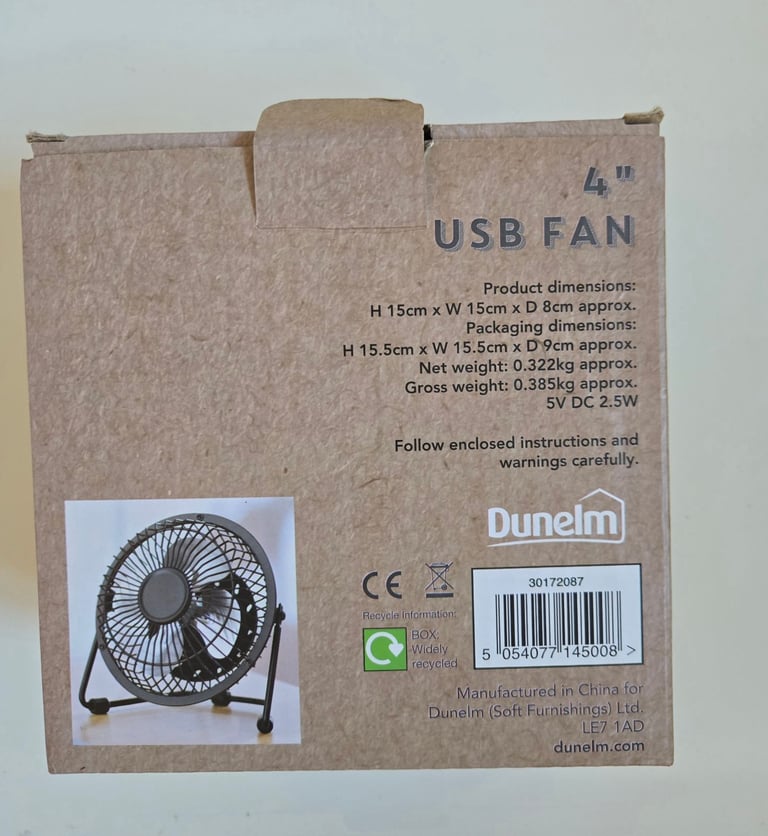 4"
USB FAN
Product dimensions:
H 15cm x W 15cm x D 8cm approx.
Packaging dimensions:
H 15.5cm x W 15.5cm x D 9cm approx.
Net weight: 0.322kg approx.
Gross weight: 0.385kg approx.
5V DC 2.5W
Follow enclosed instructions and
warnings carefully.
Dunelm
CE
Recycle information:
BOX:
Widely
recycled
30172087
5 054077 145008 >
Manufactured in China for
Dunelm (Soft Furnishings) Ltd.
LE7 1AD
dunelm.com